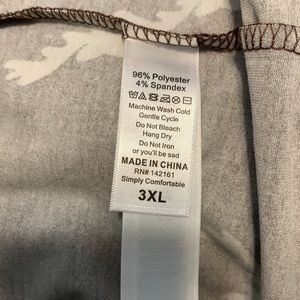 96% Polyester
4% Spandex
Machine Wash Cold
Gentle Cycle
Do Not Bleach
Hang Dry
Do Not Iron
or you'll be sad
MADE IN CHINA
RN# 142161
Simply Comfortable
3XL